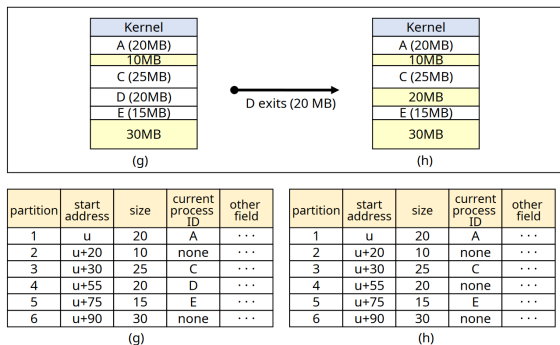 Kernel
A (20MB)
10MB
C (25MB)
D (20MB)
E (15MB)
30MB
(g)
D exits (20 MB)
Kernel
A (20MB)
10MB
C (25MB)
20MB
E (15MB)
30MB
(h)
partition start address size current process ID other field
1 u 20 A ···
2 u+20 10 none ···
3 u+30 25 C ···
4 u+55 20 D ···
5 u+75 15 E ···
6 u+90 30 none ···
(g)
partition start address size current process ID other field
1 u 20 A ···
2 u+20 10 none ···
3 u+30 25 C ···
4 u+55 20 none ···
5 u+75 15 E ···
6 u+90 30 none ···
(h)